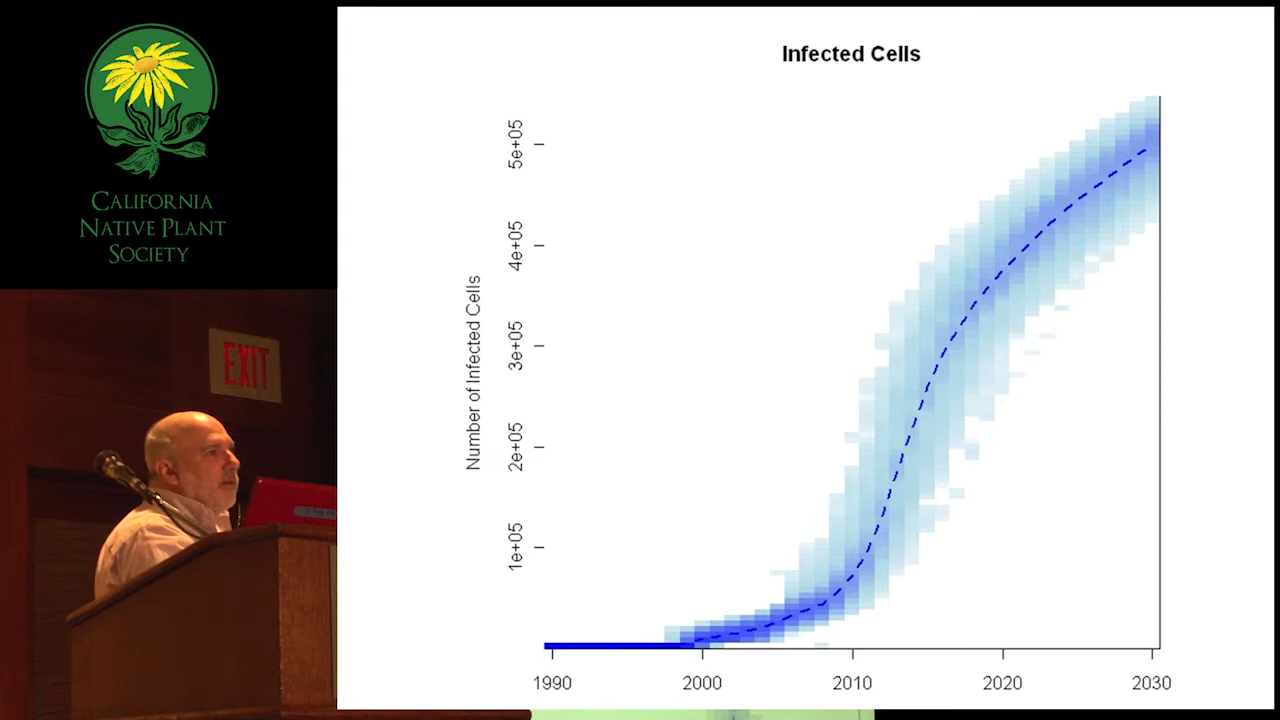 CALIFORNIA
NATIVE PLANT
SOCIETY
EXIT
Infected Cells
Number of Infected Cells
5e+05
4e+05
3e+05
2e+05
1e+05
1990 2000 2010 2020 2030